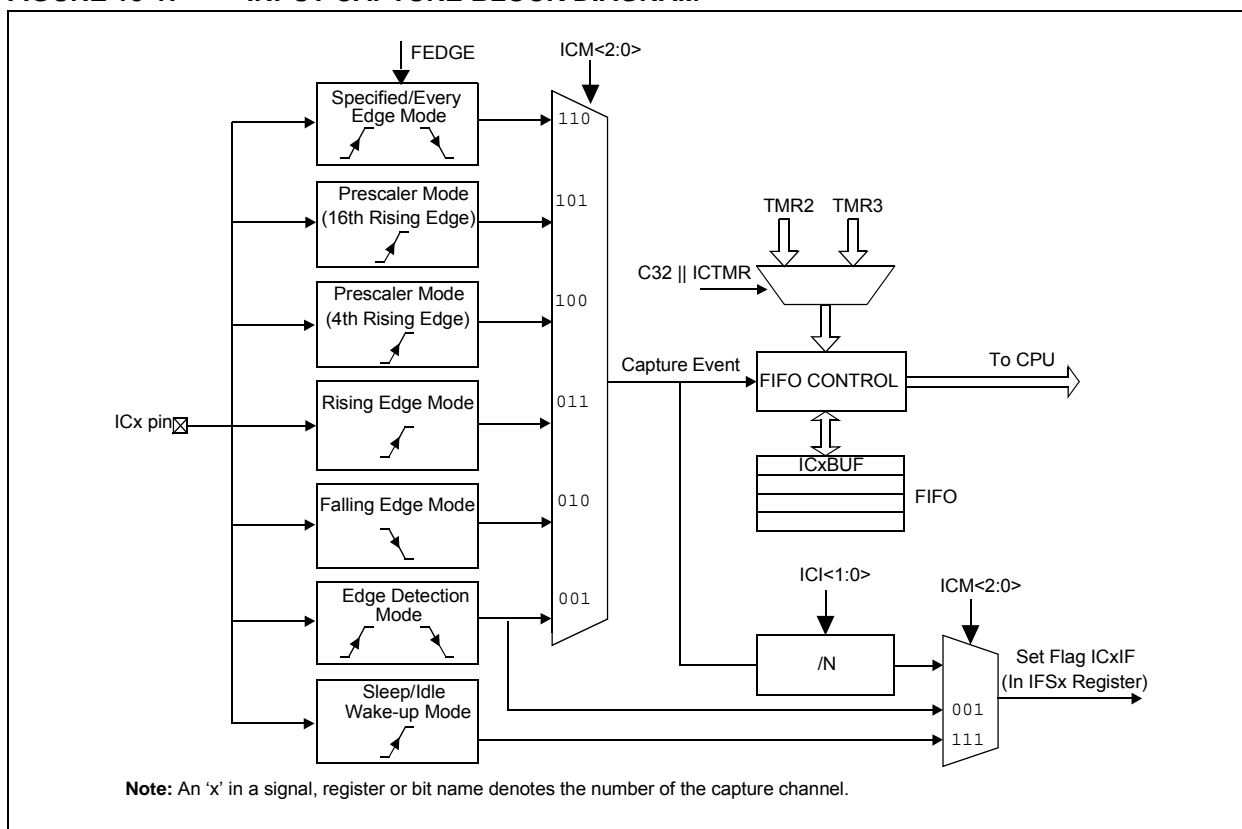 FEDGE
ICM<2:0>
Specified/Every
Edge Mode
110
Prescaler Mode
(16th Rising Edge)
101
TMR2
TMR3
C32 || ICTMR
Prescaler Mode
(4th Rising Edge)
100
Capture Event
FIFO CONTROL
To CPU
ICx pin
Rising Edge Mode
011
ICxBUF
FIFO
Falling Edge Mode
010
ICI<1:0>
ICM<2:0>
Edge Detection
Mode
001
/N
Set Flag ICxIF
(In IFSx Register)
Sleep/Idle
Wake-up Mode
001
111
Note: An ‘x’ in a signal, register or bit name denotes the number of the capture channel.